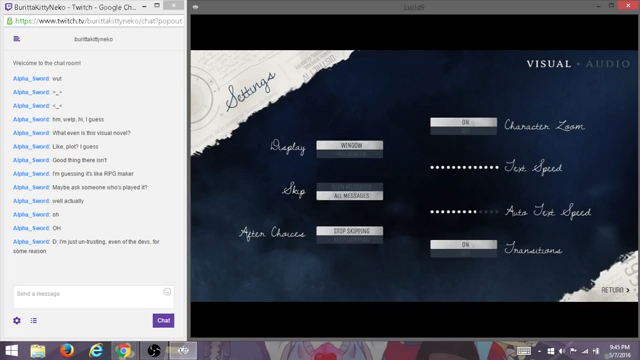 BurittaKittyNeko - Twitch - Google Chr...
https://www.twitch.tv/burittakittyneko/chat?popout
burittakittyneko
Welcome to the chat room!
Alpha_Sword: wut
Alpha_Sword: >_>
Alpha_Sword: <_<
Alpha_Sword: hm, welp, hi, I guess
Alpha_Sword: What even is this visual novel?
Alpha_Sword: Like, plot? I guess
Alpha_Sword: Good thing there isn't
Alpha_Sword: I'm guessing it's like RPG maker
Alpha_Sword: Maybe ask someone who's played it?
Alpha_Sword: well actually
Alpha_Sword: oh
Alpha_Sword: OH
Alpha_Sword: D: I'm just un-trusting, even of the devs, for
some reason
Send a message
Chat
Lucid9
Settings
VISUAL • AUDIO
Display
WINDOW
Skip
ALL MESSAGES
After Choices
STOP SKIPPING
ON
Character Zoom
Text Speed
Auto Text Speed
ON
Transitions
RETURN >
9:45 PM
5/7/2016